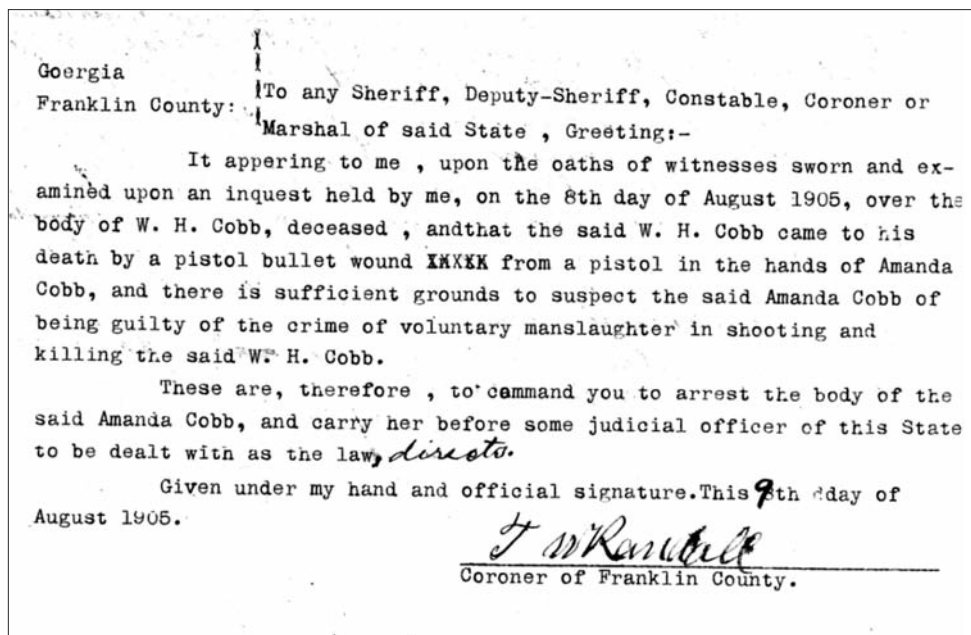 Goergia
Franklin County:
To any Sheriff, Deputy-Sheriff, Constable, Coroner or
Marshal of said State , Greeting:-
It appering to me , upon the oaths of witnesses sworn and ex-
amined upon an inquest held by me, on the 8th day of August 1905, over the
body of W. H. Cobb, deceased , andthat the said W. H. Cobb came to his
death by a pistol bullet wound XXXXX from a pistol in the hands of Amanda
Cobb, and there is sufficient grounds to suspect the said Amanda Cobb of
being guilty of the crime of voluntary manslaughter in shooting and
killing the said W. H. Cobb.
These are, therefore , to command you to arrest the body of the
said Amanda Cobb, and carry her before some judicial officer of this State
to be dealt with as the law, directs.
Given under my hand and official signature.This 9th dday of
August 1905.
T W Randall
Coroner of Franklin County.